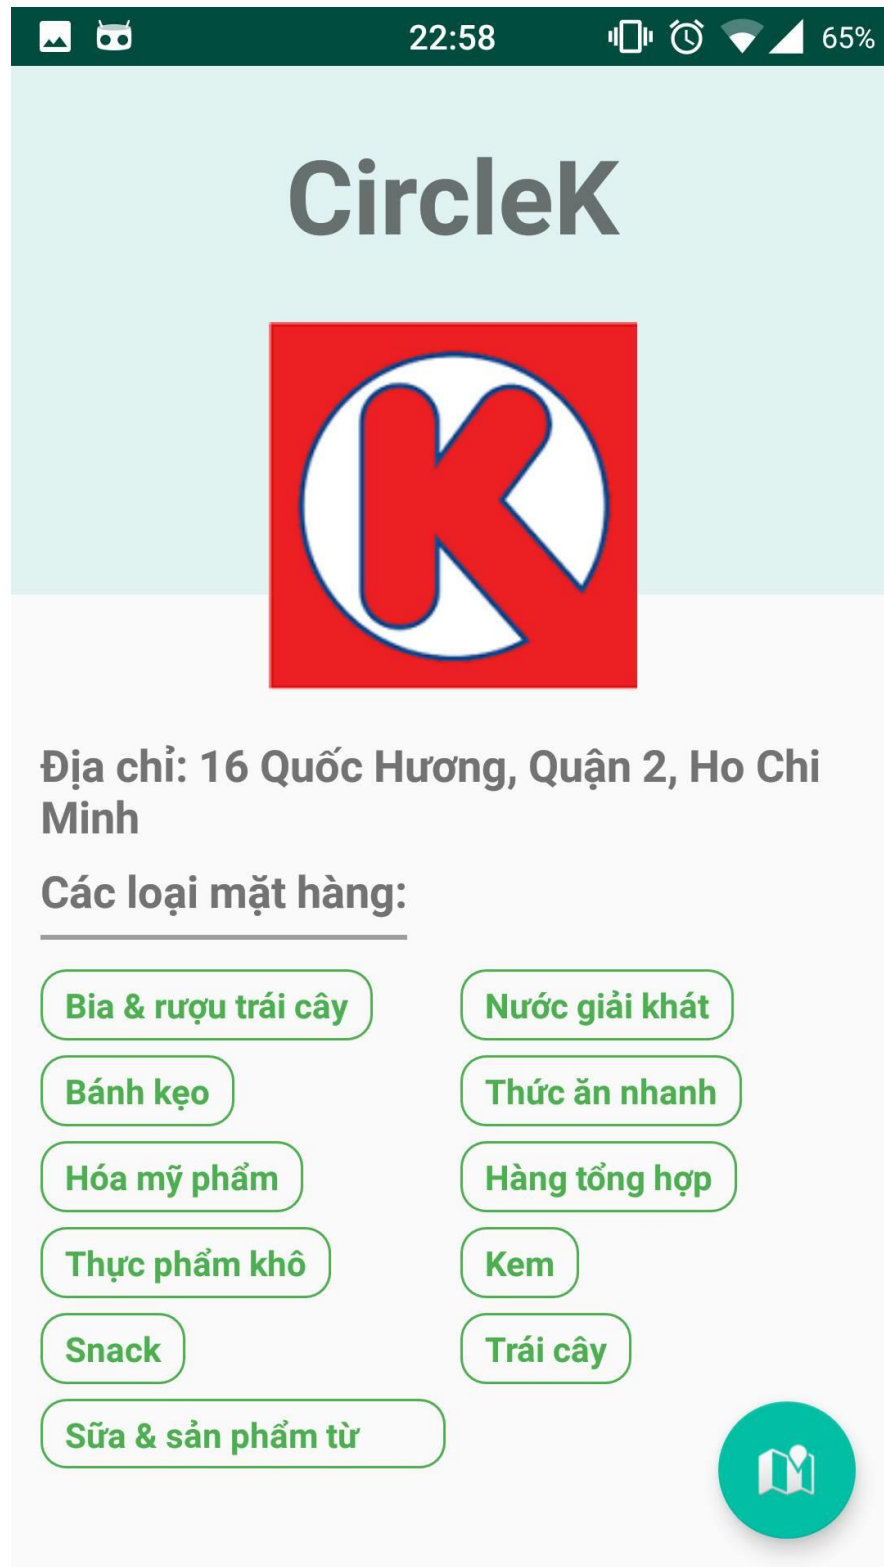 22:58
65%
CircleK
K
Địa chỉ: 16 Quốc Hương, Quận 2, Ho Chi
Minh
Các loại mặt hàng:
Bia & rượu trái cây
Nước giải khát
Bánh kẹo
Thức ăn nhanh
Hóa mỹ phẩm
Hàng tổng hợp
Thực phẩm khô
Kem
Snack
Trái cây
Sữa & sản phẩm từ